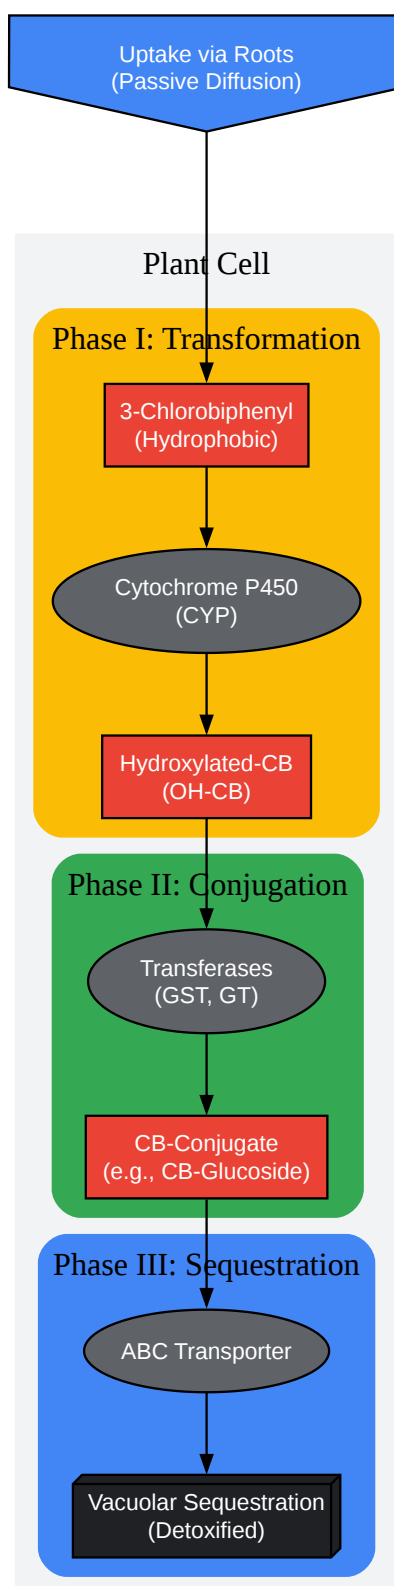 Uptake via Roots
(Passive Diffusion)
Plant Cell
Phase I: Transformation
3-Chlorobiphenyl
(Hydrophobic)
Cytochrome P450
(CYP)
Hydroxylated-CB
(OH-CB)
Phase II: Conjugation
Transferases
(GST, GT)
CB-Conjugate
(e.g., CB-Glucoside)
Phase III: Sequestration
ABC Transporter
Vacuolar Sequestration
(Detoxified)